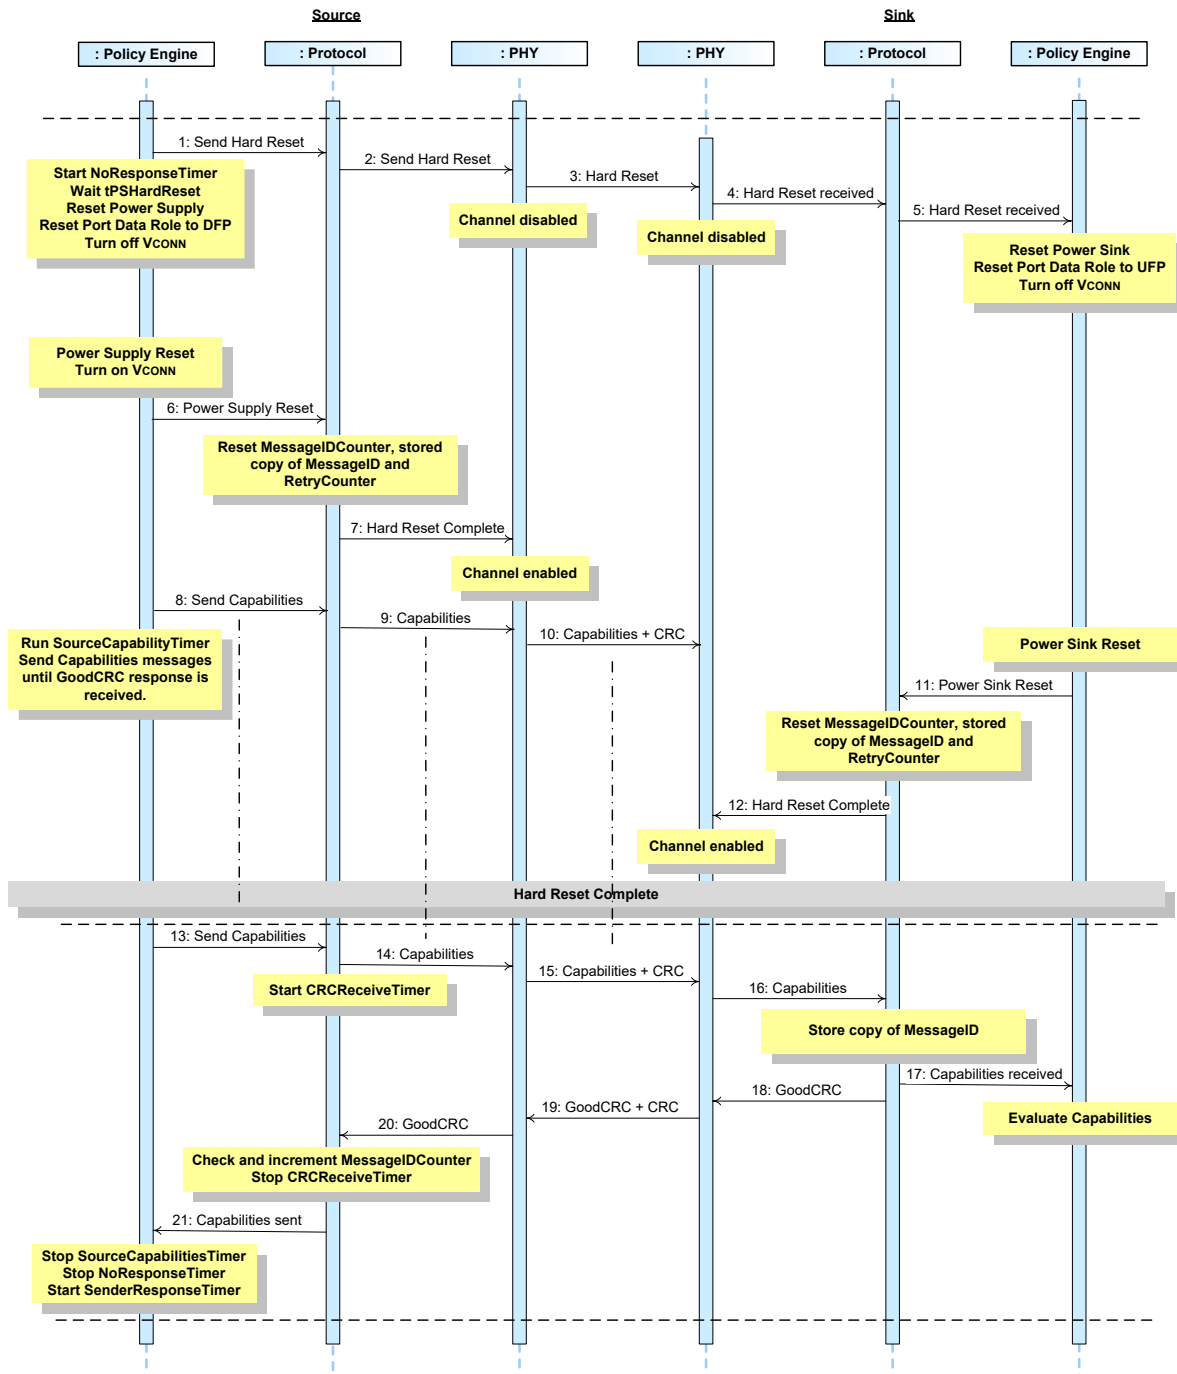 Source
Sink
: Policy Engine
: Protocol
: PHY
: PHY
: Protocol
: Policy Engine
1: Send Hard Reset
2: Send Hard Reset
Start NoResponseTimer
Wait tPSHardReset
Reset Power Supply
Reset Port Data Role to DFP
Turn off VCONN
3: Hard Reset
4: Hard Reset received
5: Hard Reset received
Channel disabled
Channel disabled
Reset Power Sink
Reset Port Data Role to UFP
Turn off VCONN
Power Supply Reset
Turn on VCONN
6: Power Supply Reset
Reset MessageIDCounter, stored
copy of MessageID and
RetryCounter
7: Hard Reset Complete
Channel enabled
8: Send Capabilities
9: Capabilities
10: Capabilities + CRC
Run SourceCapabilityTimer
Send Capabilities messages
until GoodCRC response is
received.
Power Sink Reset
11: Power Sink Reset
Reset MessageIDCounter, stored
copy of MessageID and
RetryCounter
12: Hard Reset Complete
Channel enabled
Hard Reset Complete
13: Send Capabilities
14: Capabilities
15: Capabilities + CRC
Start CRCReceiveTimer
16: Capabilities
Store copy of MessageID
17: Capabilities received
18: GoodCRC
19: GoodCRC + CRC
20: GoodCRC
Evaluate Capabilities
Check and increment MessageIDCounter
Stop CRCReceiveTimer
21: Capabilities sent
Stop SourceCapabilitiesTimer
Stop NoResponseTimer
Start SenderResponseTimer